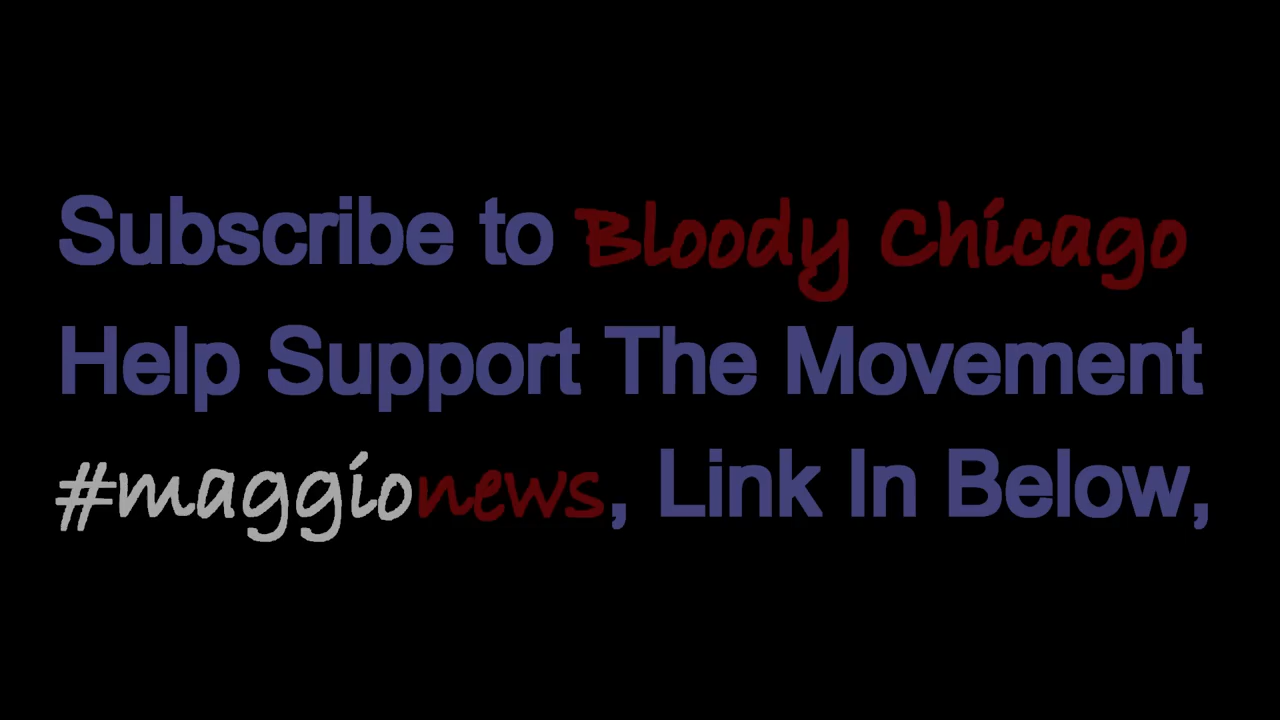 Subscribe to Bloody Chicago
Help Support The Movement
#maggionews, Link In Below,